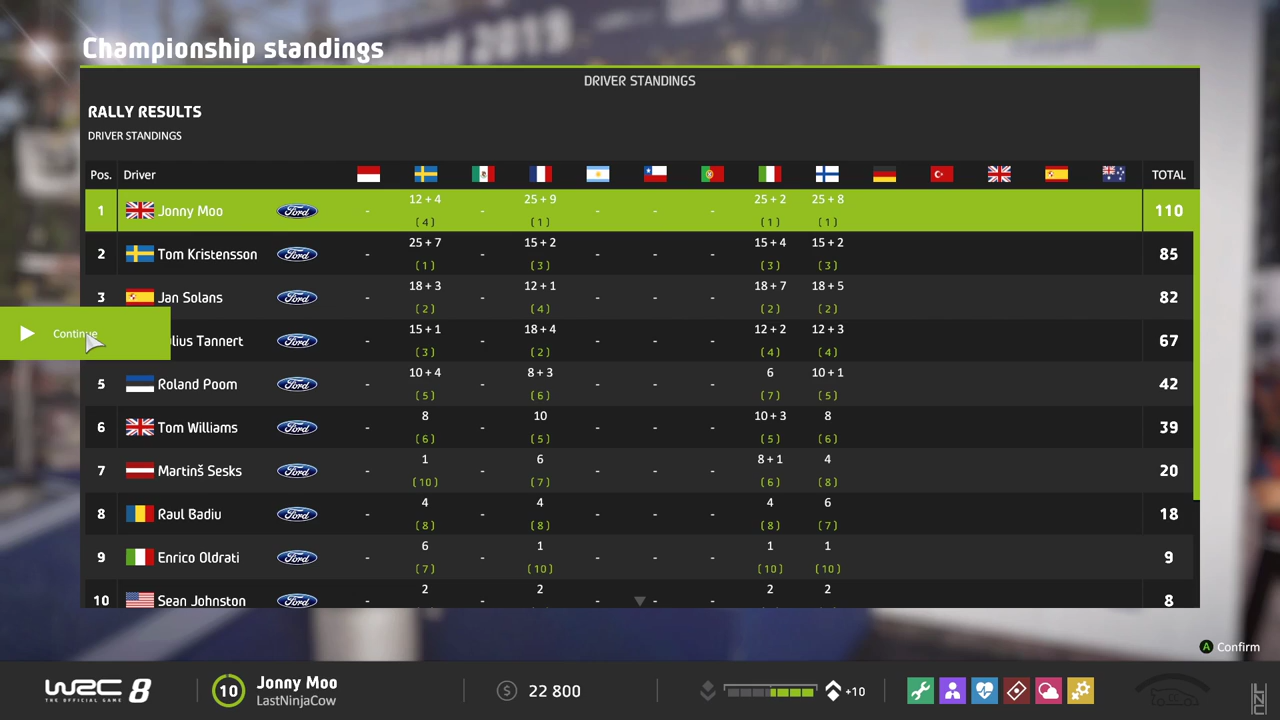 2019
Championship standings
DRIVER STANDINGS
RALLY RESULTS
DRIVER STANDINGS
Pos. Driver TOTAL
1 Jonny Moo Ford - 12 + 4 (4) - 25 + 9 (1) - - - 25 + 2 (1) 25 + 8 (1) 110
2 Tom Kristensson Ford - 25 + 7 (1) - 15 + 2 (3) - - - 15 + 4 (3) 15 + 2 (3) 85
3 Jan Solans Ford - 18 + 3 (2) - 12 + 1 (4) - - - 18 + 7 (2) 18 + 5 (2) 82
Continue
lius Tannert Ford - 15 + 1 (3) - 18 + 4 (2) - - - 12 + 2 (4) 12 + 3 (4) 67
5 Roland Poom Ford - 10 + 4 (5) - 8 + 3 (6) - - - 6 (7) 10 + 1 (5) 42
6 Tom Williams Ford - 8 (6) - 10 (5) - - - 10 + 3 (5) 8 (6) 39
7 Martinš Sesks Ford - 1 (10) - 6 (7) - - - 8 + 1 (6) 4 (8) 20
8 Raul Badiu Ford - 4 (8) - 4 (8) - - - 4 (8) 6 (7) 18
9 Enrico Oldrati Ford - 6 (7) - 1 (10) - - - 1 (10) 1 (10) 9
10 Sean Johnston Ford - 2 - 2 - - - 2 2 8
A Confirm
WRC 8
THE OFFICIAL GAME
10 Jonny Moo
LastNinjaCow
S 22 800
+10